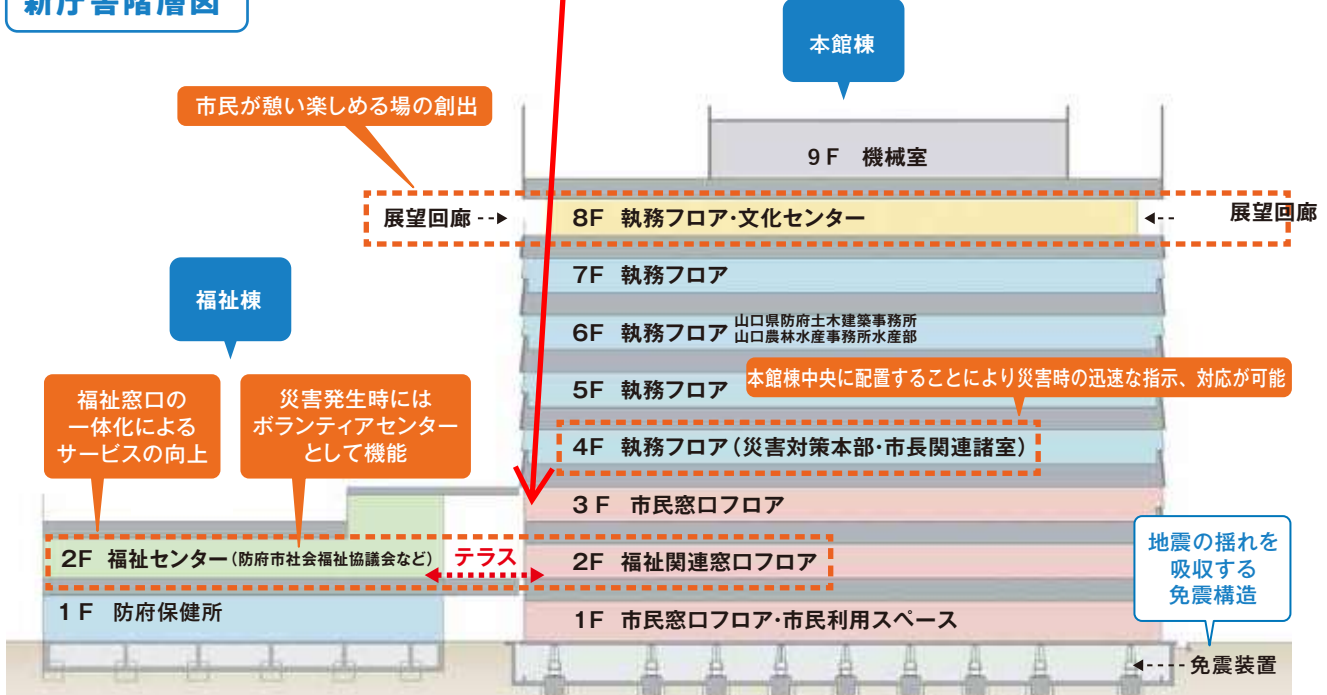 新庁舎階層図
本館棟
市民が憩い楽しめる場の創出
9F 機械室
展望回廊
8F 執務フロア・文化センター
展望回廊
7F 執務フロア
福祉棟
6F 執務フロア
山口県防府土木建築事務所
山口農林水産事務所水産部
5F 執務フロア
本館棟中央に配置することにより災害時の迅速な指示、対応が可能
福祉窓口の
一体化による
サービスの向上
災害発生時には
ボランティアセンター
として機能
4F 執務フロア(災害対策本部・市長関連諸室)
3F 市民窓口フロア
2F 福祉センター(防府市社会福祉協議会など)
テラス
2F 福祉関連窓口フロア
地震の揺れを
吸収する
免震構造
1F 防府保健所
1F 市民窓口フロア・市民利用スペース
免震装置